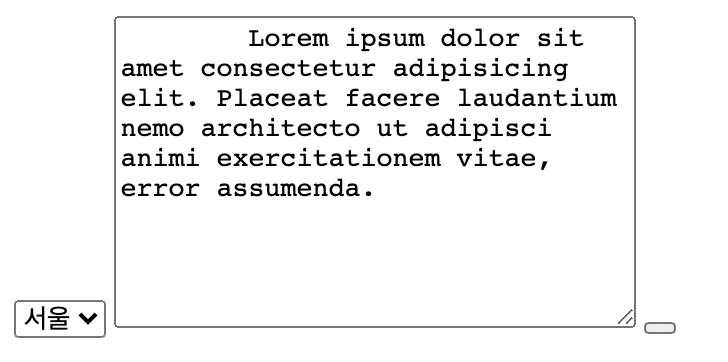 Lorem ipsum dolor sit
amet consectetur adipisicing
elit. Placeat facere laudantium
nemo architecto ut adipisci
animi exercitationem vitae,
error assumenda.
서울